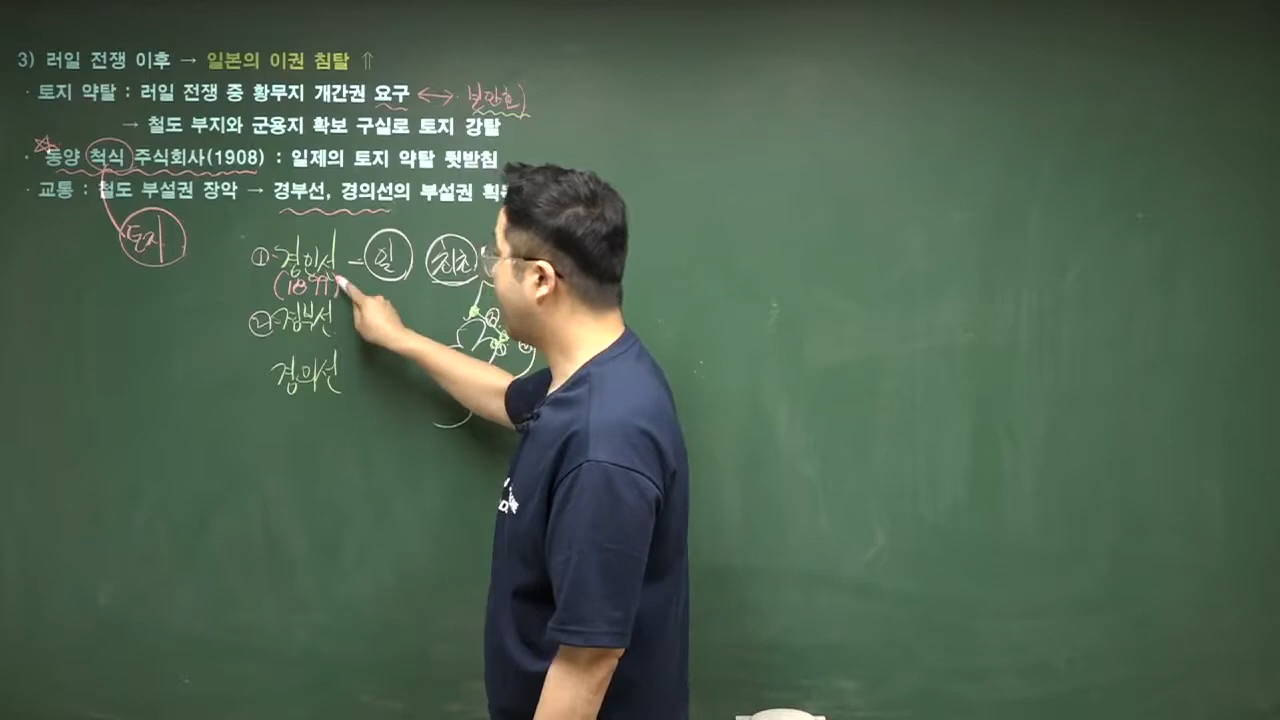 3) 러일 전쟁 이후 → 일본의 이권 침탈 ⇑
· 토지 약탈 : 러일 전쟁 중 황무지 개간권 요구 ↔ 보안회)
→ 철도 부지와 군용지 확보 구실로 토지 강탈
· 동양 척식 주식회사(1908) : 일제의 토지 약탈 뒷받침
· 교통 : 철도 부설권 장악 → 경부선, 경의선의 부설권
토지
① 경인선 - 일 최초
(1899)
② 경부선
경의선